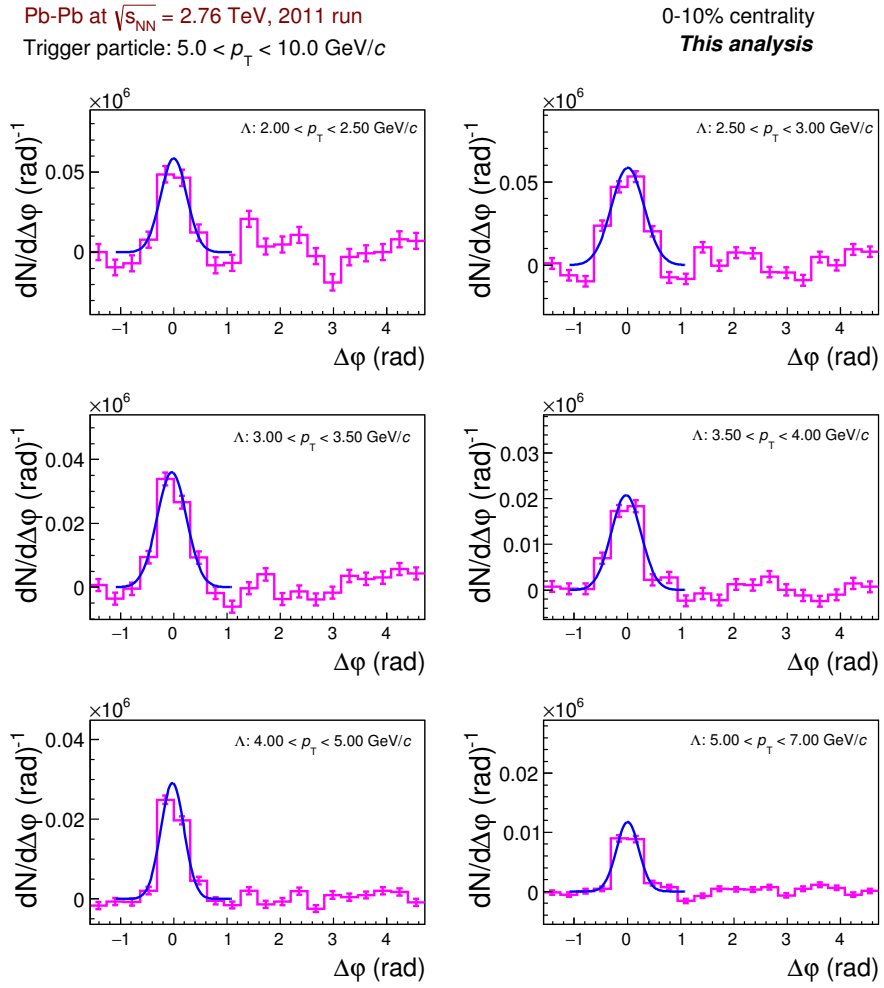 Pb-Pb at √s_NN = 2.76 TeV, 2011 run
0-10% centrality
Trigger particle: 5.0 < p_T < 10.0 GeV/c
This analysis
×10^6
Λ: 2.00 < p_T < 2.50 GeV/c
dN/dΔφ (rad)^-1
0.05
0
−1 0 1 2 3 4
Δφ (rad)
×10^6
Λ: 2.50 < p_T < 3.00 GeV/c
dN/dΔφ (rad)^-1
0.05
0
−1 0 1 2 3 4
Δφ (rad)
×10^6
Λ: 3.00 < p_T < 3.50 GeV/c
dN/dΔφ (rad)^-1
0.04
0.02
0
−1 0 1 2 3 4
Δφ (rad)
×10^6
Λ: 3.50 < p_T < 4.00 GeV/c
dN/dΔφ (rad)^-1
0.03
0.02
0.01
0
−1 0 1 2 3 4
Δφ (rad)
×10^6
Λ: 4.00 < p_T < 5.00 GeV/c
dN/dΔφ (rad)^-1
0.04
0.02
0
−1 0 1 2 3 4
Δφ (rad)
×10^6
Λ: 5.00 < p_T < 7.00 GeV/c
dN/dΔφ (rad)^-1
0.02
0.01
0
−1 0 1 2 3 4
Δφ (rad)